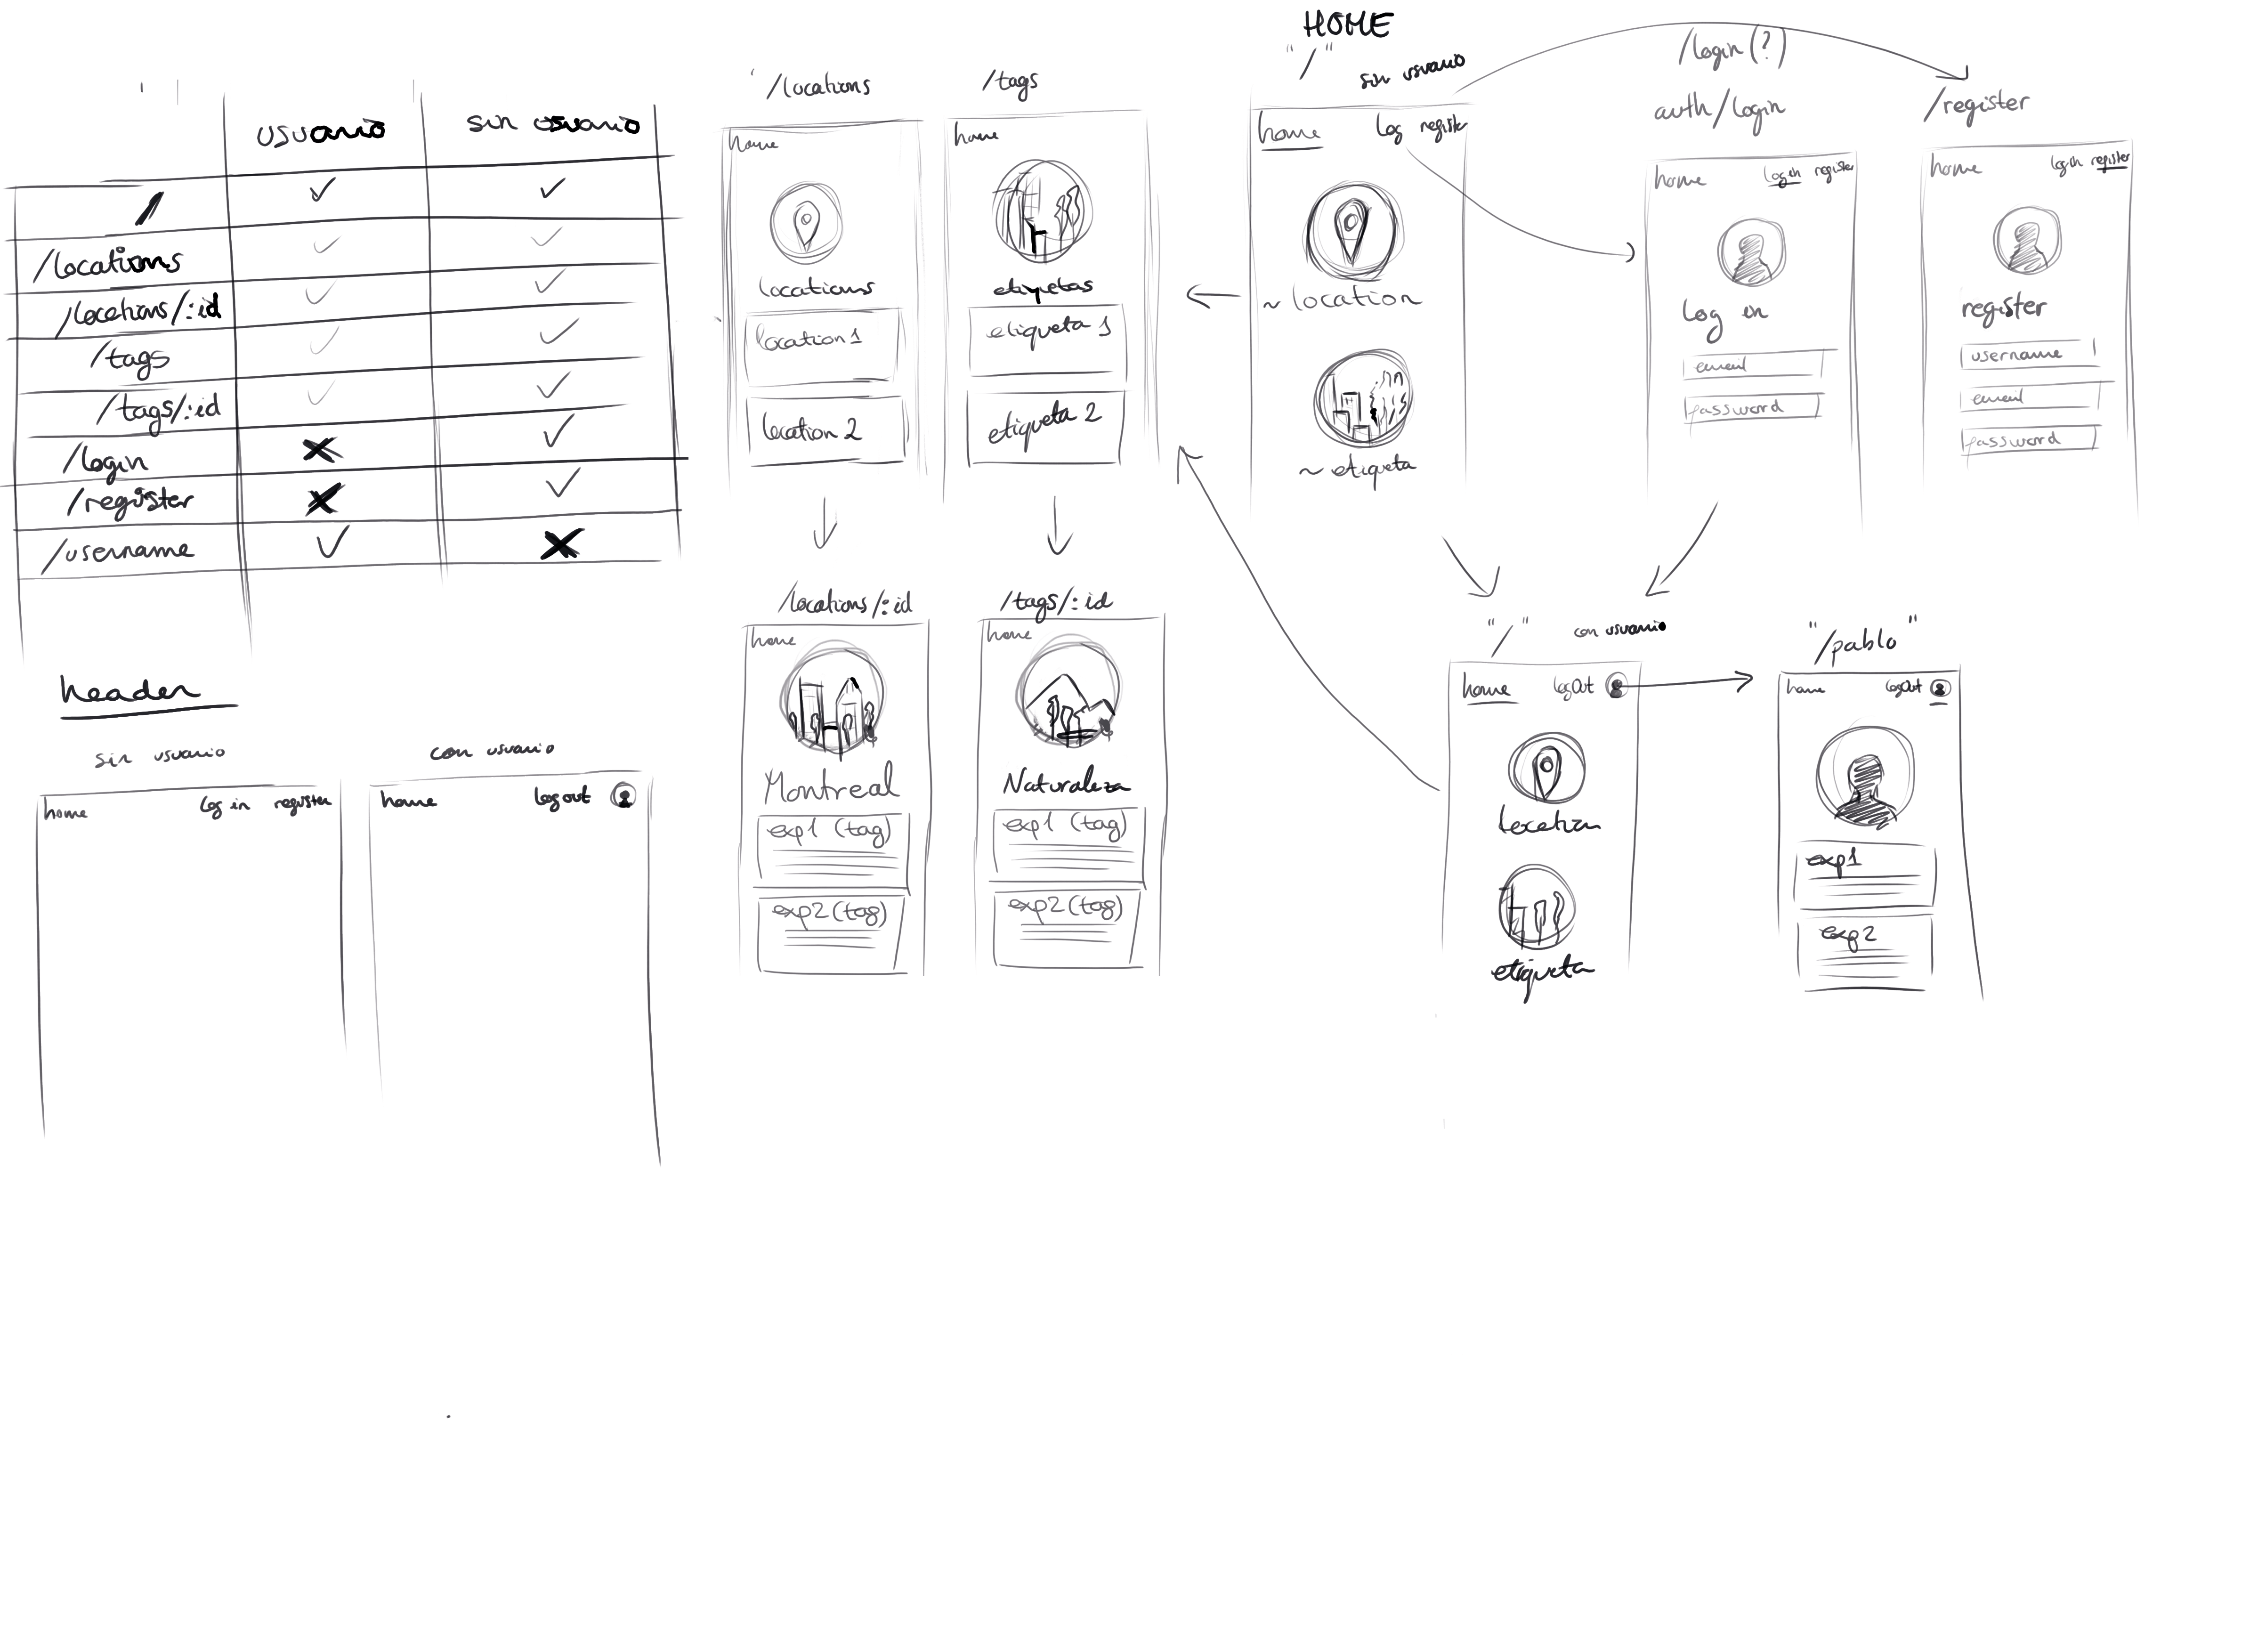 usuario sin usuario
/
/locations
/locations/:id
/tags
/tags/:id
/login
/register
/username
header
sin usuario
home log in register
con usuario
home logout
/locations
home
locations
location 1
location 2
/tags
home
etiquetas
etiqueta 1
etiqueta 2
/locations/:id
home
Montreal
exp1 (tag)
exp2 (tag)
/tags/:id
home
Naturaleza
exp1 (tag)
exp2 (tag)
HOME
"/"
sin usuario
home log register
~ location
~ etiqueta
/login (?)
auth/login
home login register
log in
email
password
/register
home login register
register
username
email
password
"/" con usuario
home logOut
location
etiqueta
"/pablo"
home logOut
exp1
exp2